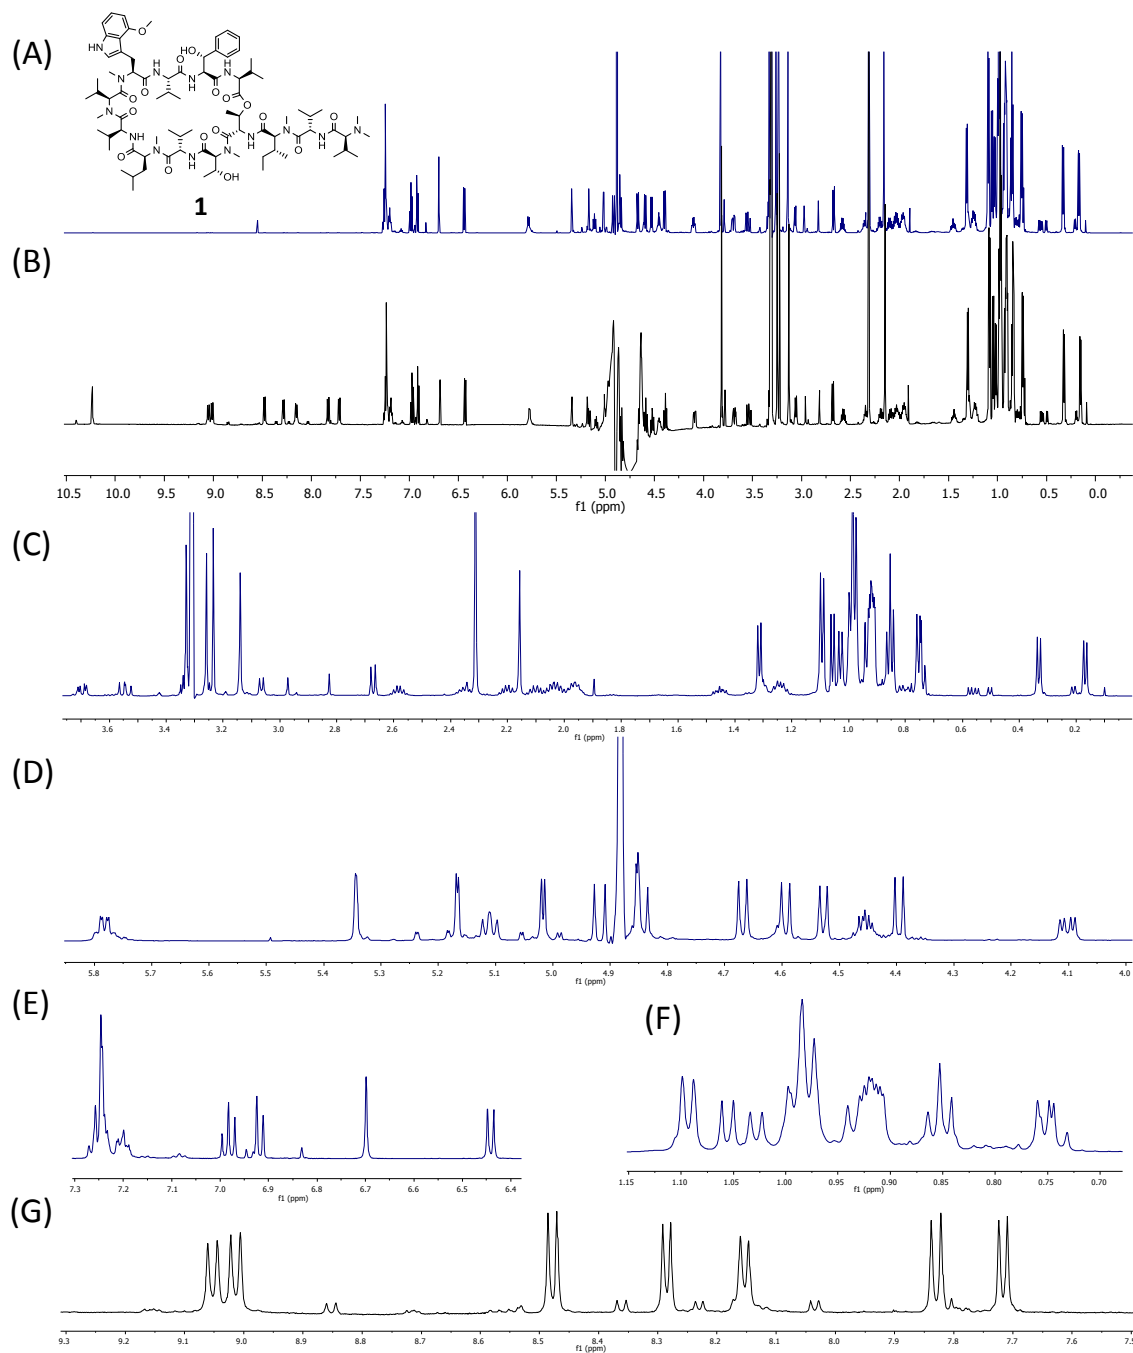 (A)
O
HN
N
O
N
H
O
HO
N
H
O
N
H
O
O
N
O
N
O
NH
O
N
O
N
H
O
OH
N
O
N
H
O
N
O
N
H
O
N
1
(B)
10.5 10.0 9.5 9.0 8.5 8.0 7.5 7.0 6.5 6.0 5.5 5.0 4.5 4.0 3.5 3.0 2.5 2.0 1.5 1.0 0.5 0.0
f1 (ppm)
(C)
3.6 3.4 3.2 3.0 2.8 2.6 2.4 2.2 2.0 1.8 1.6 1.4 1.2 1.0 0.8 0.6 0.4 0.2
f1 (ppm)
(D)
5.8 5.7 5.6 5.5 5.4 5.3 5.2 5.1 5.0 4.9 4.8 4.7 4.6 4.5 4.4 4.3 4.2 4.1 4.0
f1 (ppm)
(E)
7.3 7.2 7.1 7.0 6.9 6.8 6.7 6.6 6.5 6.4
f1 (ppm)
(F)
1.15 1.10 1.05 1.00 0.95 0.90 0.85 0.80 0.75 0.70
f1 (ppm)
(G)
9.3 9.2 9.1 9.0 8.9 8.8 8.7 8.6 8.5 8.4 8.3 8.2 8.1 8.0 7.9 7.8 7.7 7.6
f1 (ppm)